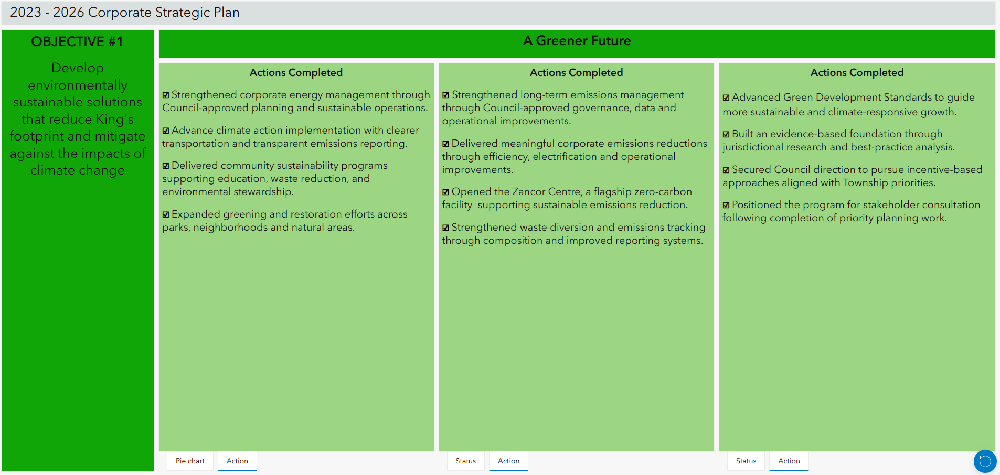 2023 - 2026 Corporate Strategic Plan
OBJECTIVE #1
Develop
environmentally
sustainable solutions
that reduce King's
footprint and mitigate
against the impacts of
climate change
A Greener Future
Actions Completed
☑ Strengthened corporate energy management through
Council-approved planning and sustainable operations.
☑ Advance climate action implementation with clearer
transportation and transparent emissions reporting.
☑ Delivered community sustainability programs
supporting education, waste reduction, and
environmental stewardship.
☑ Expanded greening and restoration efforts across
parks, neighborhoods and natural areas.
Pie chart
Action
Actions Completed
☑ Strengthened long-term emissions management
through Council-approved governance, data and
operational improvements.
☑ Delivered meaningful corporate emissions reductions
through efficiency, electrification and operational
improvements.
☑ Opened the Zancor Centre, a flagship zero-carbon
facility  supporting sustainable emissions reduction.
☑ Strengthened waste diversion and emissions tracking
through composition and improved reporting systems.
Status
Action
Actions Completed
☑ Advanced Green Development Standards to guide
more sustainable and climate-responsive growth.
☑ Built an evidence-based foundation through
jurisdictional research and best-practice analysis.
☑ Secured Council direction to pursue incentive-based
approaches aligned with Township priorities.
☑ Positioned the program for stakeholder consultation
following completion of priority planning work.
Status
Action